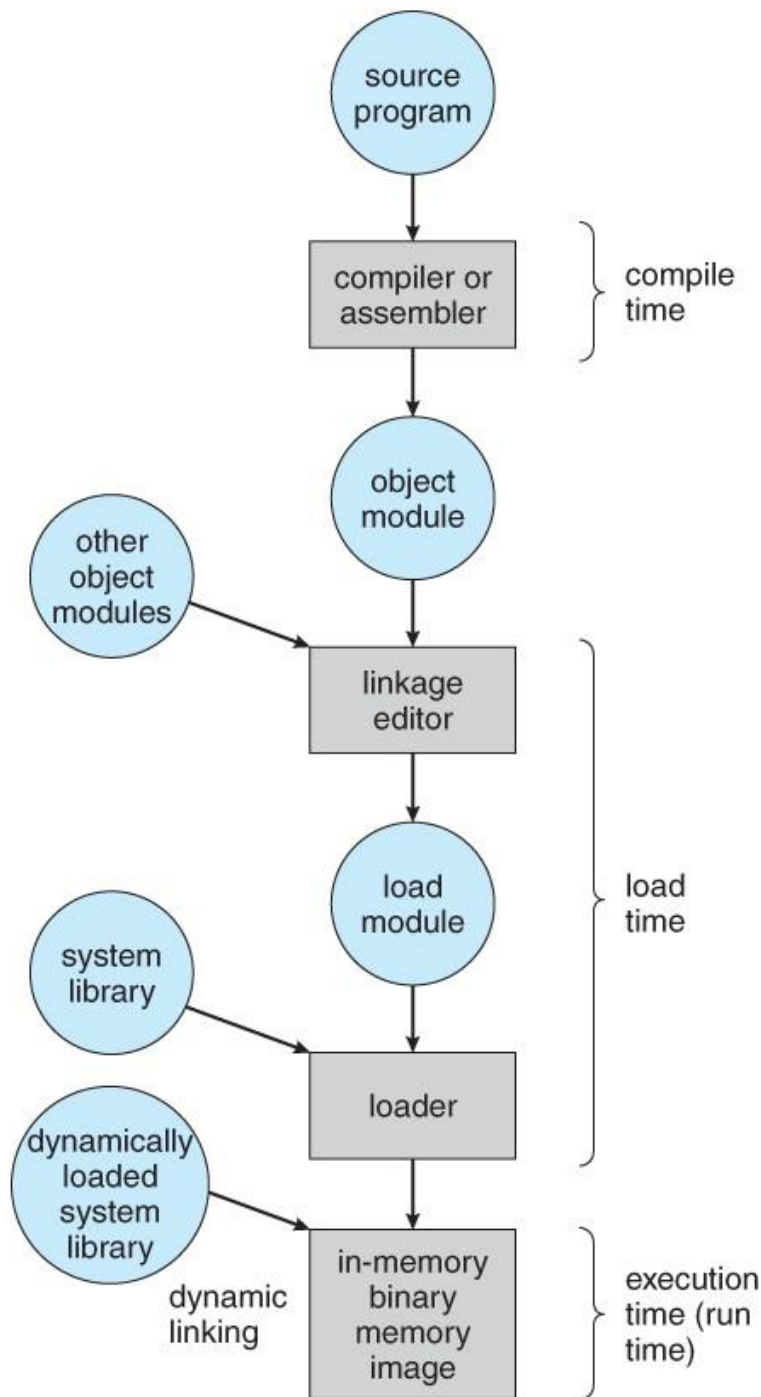 source
program
compiler or
assembler
compile
time
object
module
other
object
modules
linkage
editor
load
module
load
time
system
library
loader
dynamically
loaded
system
library
dynamic
linking
in-memory
binary
memory
image
execution
time (run
time)